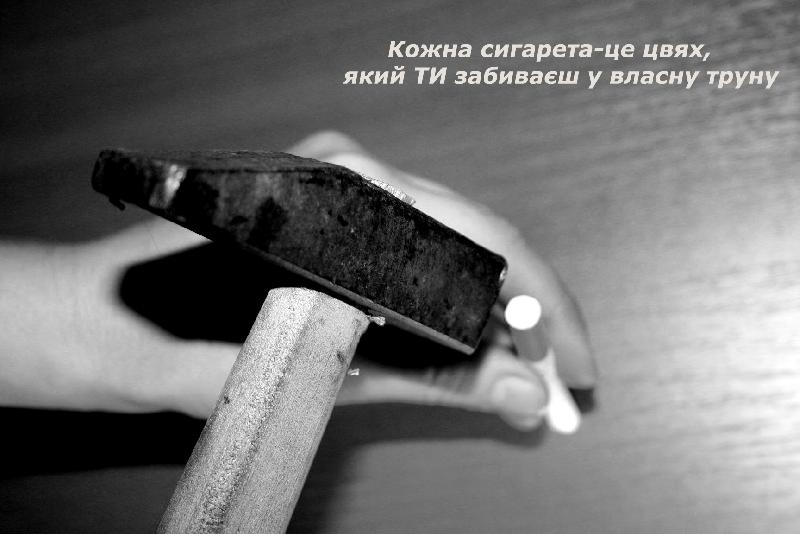 Кожна сигарета-це цвях,
який ТИ забиваєш у власну труну